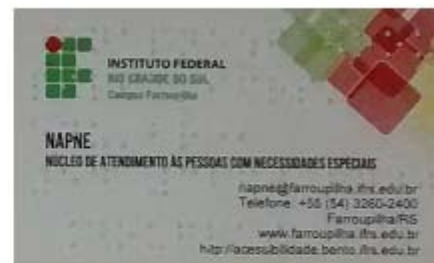 INSTITUTO FEDERAL
RIO GRANDE DO SUL
Campus Farroupilha
NAPNE
NÚCLEO DE ATENDIMENTO ÀS PESSOAS COM NECESSIDADES ESPECIAIS
napne@farroupilha.ifrs.edu.br
Telefone: +55 (54) 3260-2400
Farroupilha/RS
www.farroupilha.ifrs.edu.br
http://acessibilidade.bento.ifrs.edu.br